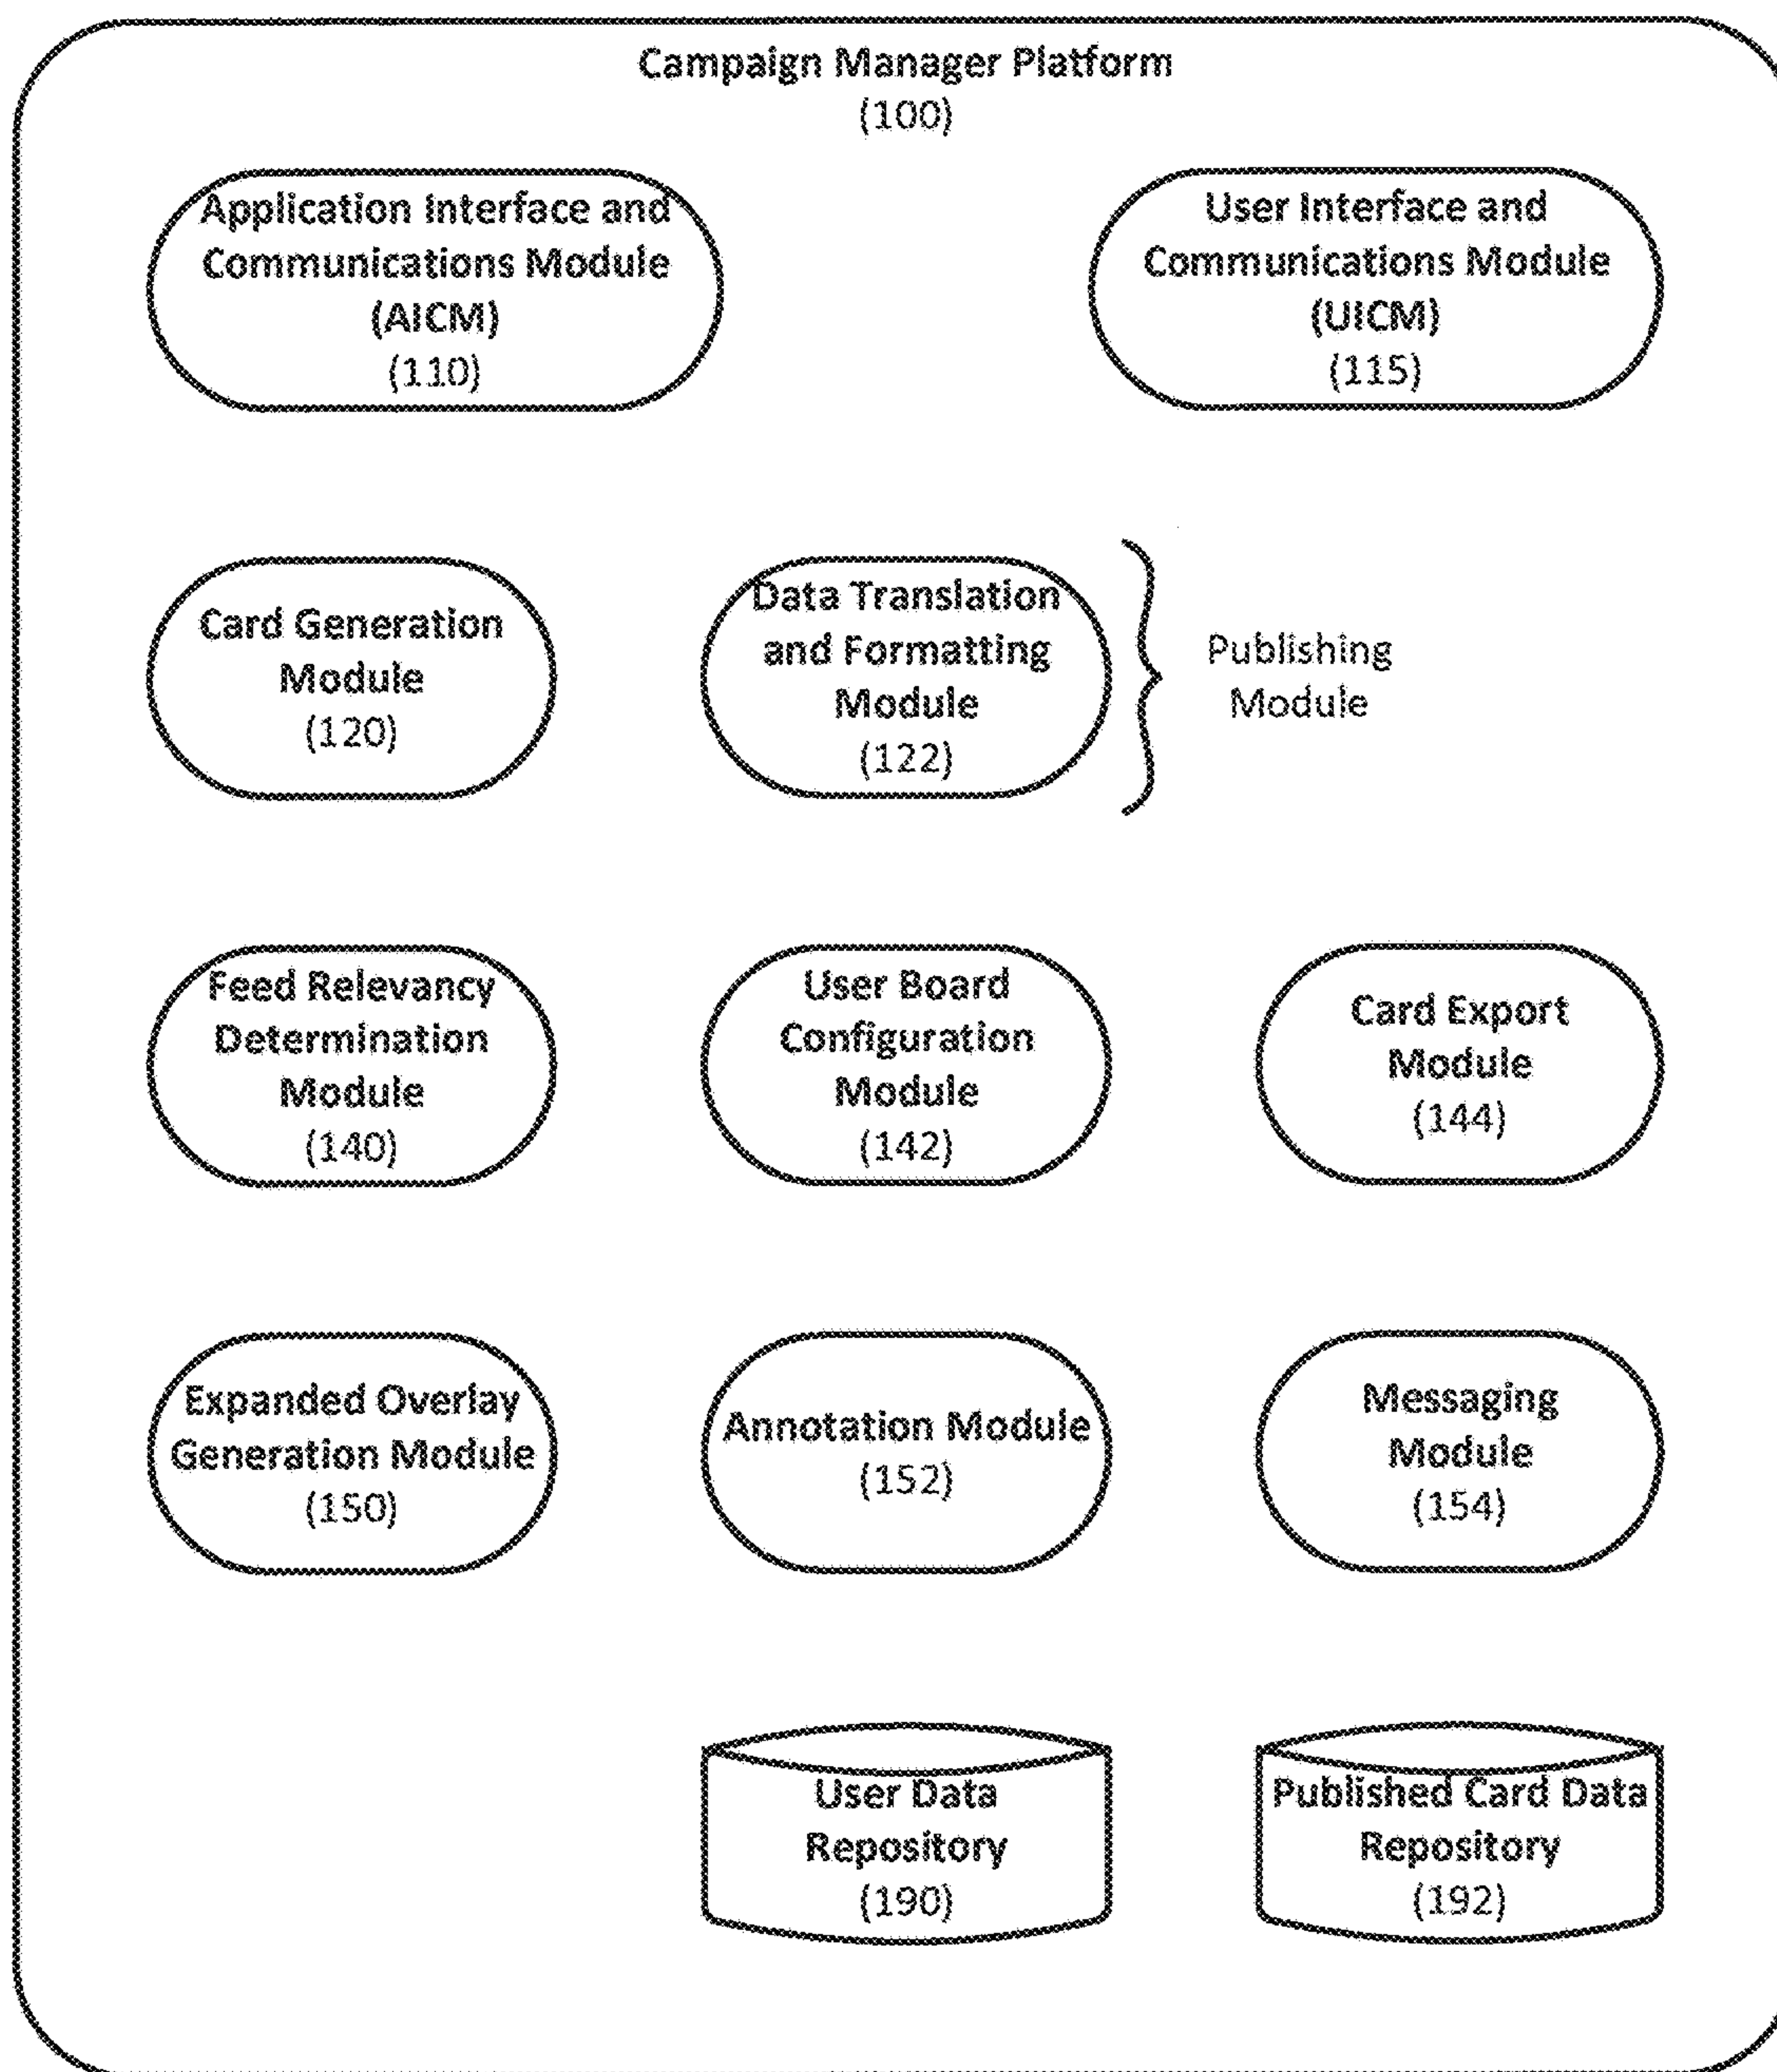 Campaign Manager Platform
(100)
Application Interface and
Communications Module
(AICM)
(110)
User Interface and
Communications Module
(UICM)
(115)
Card Generation
Module
(120)
Data Translation
and Formatting
Module
(122)
Publishing
Module
Feed Relevancy
Determination
Module
(140)
User Board
Configuration
Module
(142)
Card Export
Module
(144)
Expanded Overlay
Generation Module
(150)
Annotation Module
(152)
Messaging
Module
(154)
User Data
Repository
(190)
Published Card Data
Repository
(192)